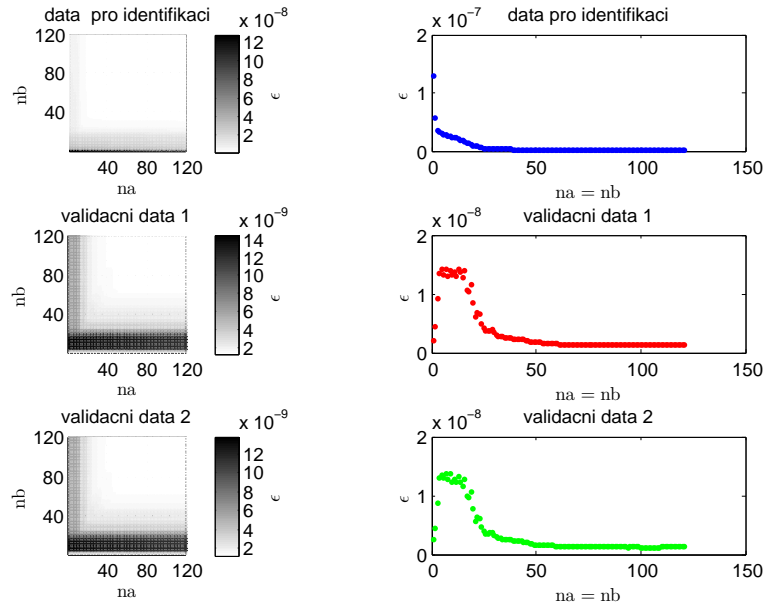 data pro identifikaci
x 10⁻⁸
120
80
40
nb
40 80 120
na
12
10
8
6
4
2
ϵ
data pro identifikaci
x 10⁻⁷
2
1
0
ϵ
0 50 100 150
na = nb
validacni data 1
x 10⁻⁹
120
80
40
nb
40 80 120
na
14
12
10
8
6
4
2
ϵ
validacni data 1
x 10⁻⁸
2
1
0
ϵ
0 50 100 150
na = nb
validacni data 2
x 10⁻⁹
120
80
40
nb
40 80 120
na
12
10
8
6
4
2
ϵ
validacni data 2
x 10⁻⁸
2
1
0
ϵ
0 50 100 150
na = nb